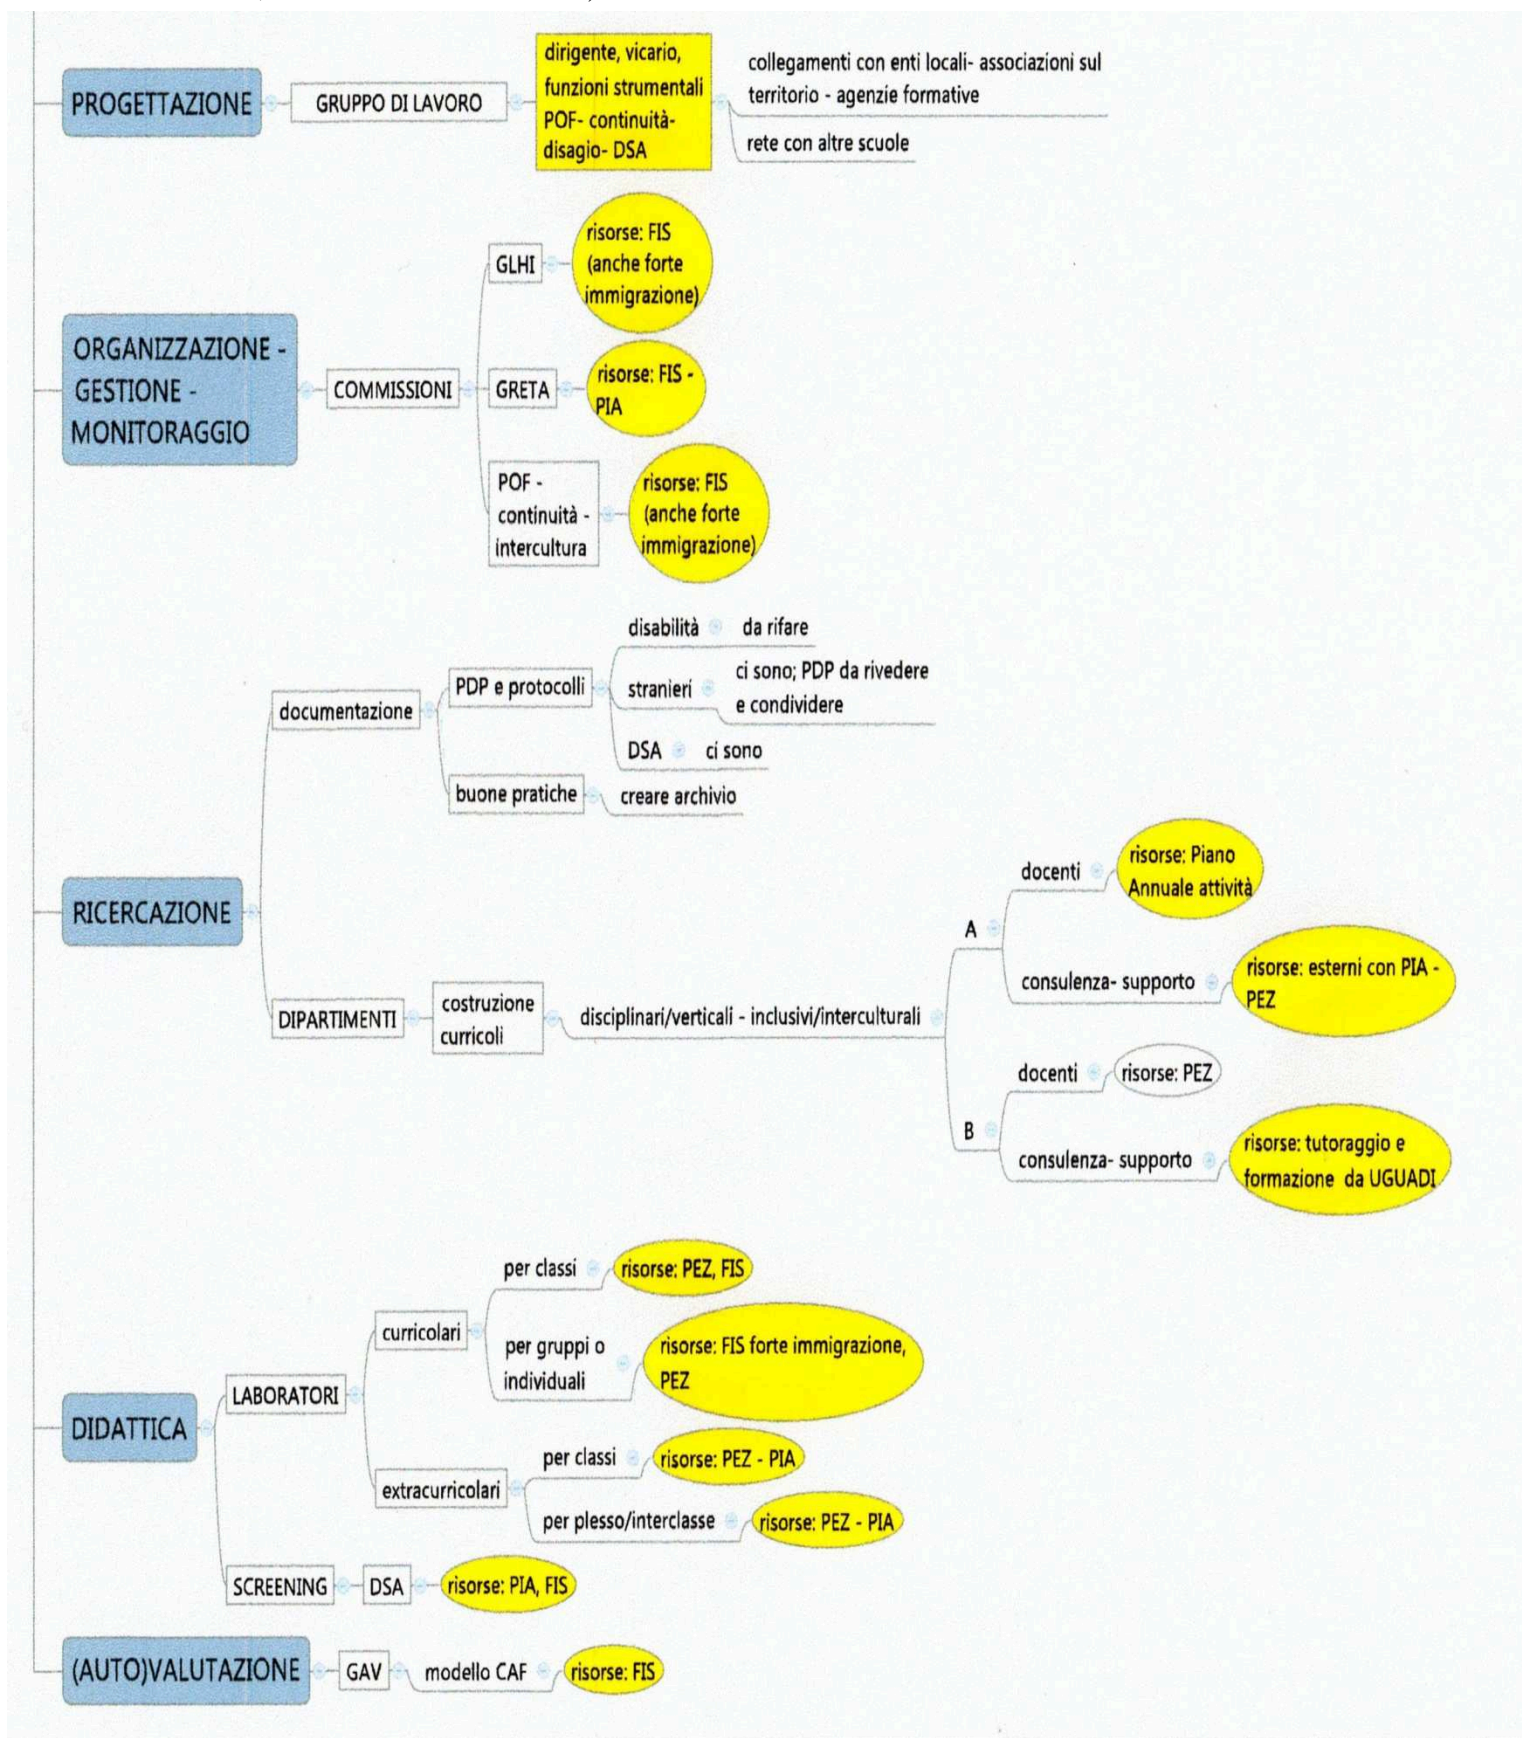 PROGETTAZIONE
GRUPPO DI LAVORO
dirigente, vicario,
funzioni strumentali
POF- continuità-
disagio- DSA
collegamenti con enti locali- associazioni sul
territorio - agenzie formative
rete con altre scuole
ORGANIZZAZIONE -
GESTIONE -
MONITORAGGIO
COMMISSIONI
GLHI
risorse: FIS
(anche forte
immigrazione)
GRETA
risorse: FIS -
PIA
POF -
continuità -
intercultura
risorse: FIS
(anche forte
immigrazione)
RICERCAZIONE
documentazione
PDP e protocolli
disabilità
da rifare
stranieri
ci sono; PDP da rivedere
e condividere
DSA
ci sono
buone pratiche
creare archivio
DIPARTIMENTI
costruzione
curricoli
disciplinari/verticali - inclusivi/interculturali
A
docenti
risorse: Piano
Annuale attività
consulenza- supporto
risorse: esterni con PIA -
PEZ
B
docenti
risorse: PEZ
consulenza- supporto
risorse: tutoraggio e
formazione da UGUADI
DIDATTICA
LABORATORI
curricolari
per classi
risorse: PEZ, FIS
per gruppi o
individuali
risorse: FIS forte immigrazione,
PEZ
extracurricolari
per classi
risorse: PEZ - PIA
per plesso/interclasse
risorse: PEZ - PIA
SCREENING
DSA
risorse: PIA, FIS
(AUTO)VALUTAZIONE
GAV
modello CAF
risorse: FIS